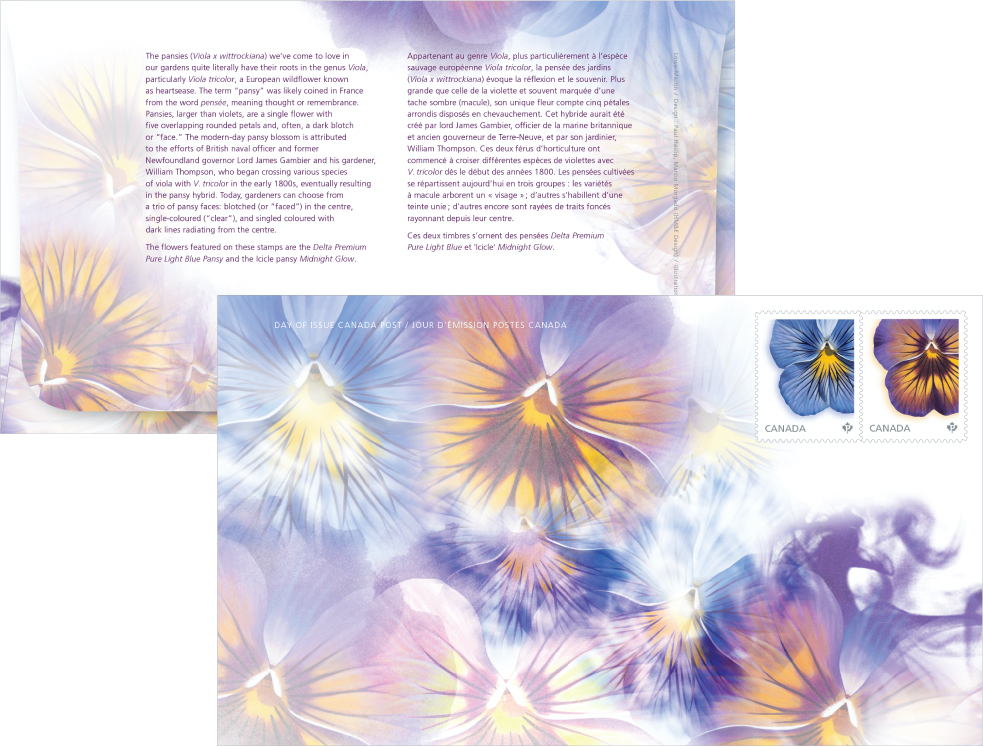 The pansies (Viola x wittrockiana) we've come to love in
our gardens quite literally have their roots in the genus Viola,
particularly Viola tricolor, a European wildflower known
as heartsease. The term “pansy” was likely coined in France
from the word pensée, meaning thought or remembrance.
Pansies, larger than violets, are a single flower with
five overlapping rounded petals and, often, a dark blotch
or “face.” The modern-day pansy blossom is attributed
to the efforts of British naval officer and former
Newfoundland governor Lord James Gambier and his gardener,
William Thompson, who began crossing various species
of viola with V. tricolor in the early 1800s, eventually resulting
in the pansy hybrid. Today, gardeners can choose from
a trio of pansy faces: blotched (or “faced”) in the centre,
single-coloured (“clear”), and singled coloured with
dark lines radiating from the centre.
The flowers featured on these stamps are the Delta Premium
Pure Light Blue Pansy and the Icicle pansy Midnight Glow.
Appartenant au genre Viola, plus particulièrement à l'espèce
sauvage européenne Viola tricolor, la pensée des jardins
(Viola x wittrockiana) évoque la réflexion et le souvenir. Plus
grande que celle de la violette et souvent marquée d'une
tache sombre (macule), son unique fleur compte cinq pétales
arrondis disposés en chevauchement. Cet hybride aurait été
créé par lord James Gambier, officier de la marine britannique
et ancien gouverneur de Terre-Neuve, et par son jardinier,
William Thompson. Ces deux férus d'horticulture ont
commencé à croiser différentes espèces de violettes avec
V. tricolor dès le début des années 1800. Les pensées cultivées
se répartissent aujourd'hui en trois groupes : les variétés
à macule arborent un « visage » ; d'autres s'habillent d'une
teinte unie ; d'autres encore sont rayées de traits foncés
rayonnant depuis leur centre.
Ces deux timbres s'ornent des pensées Delta Premium
Pure Light Blue et 'Icicle' Midnight Glow.
DAY OF ISSUE CANADA POST / JOUR D'ÉMISSION POSTES CANADA
CANADA
CANADA